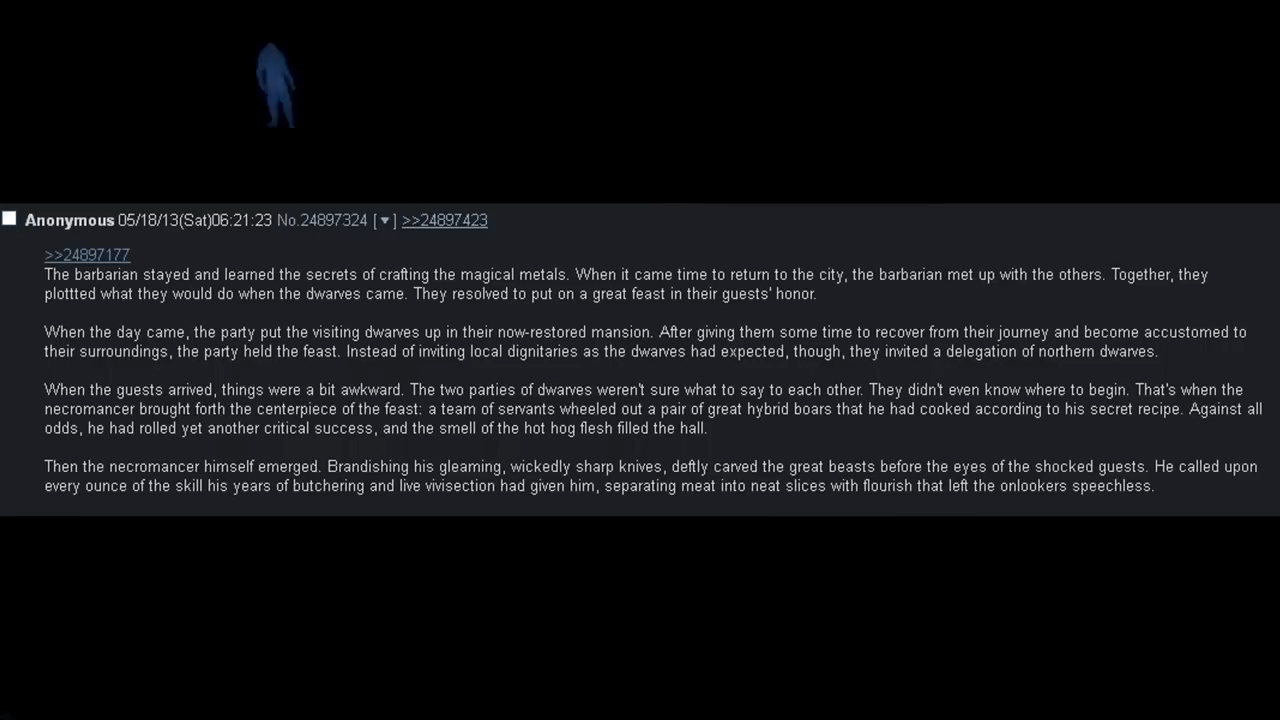 Anonymous 05/18/13(Sat)06:21:23 No.24897324 [▼] >>24897423
>>24897177
The barbarian stayed and learned the secrets of crafting the magical metals. When it came time to return to the city, the barbarian met up with the others. Together, they
plottted what they would do when the dwarves came. They resolved to put on a great feast in their guests' honor.
When the day came, the party put the visiting dwarves up in their now-restored mansion. After giving them some time to recover from their journey and become accustomed to
their surroundings, the party held the feast. Instead of inviting local dignitaries as the dwarves had expected, though, they invited a delegation of northern dwarves.
When the guests arrived, things were a bit awkward. The two parties of dwarves weren't sure what to say to each other. They didn't even know where to begin. That's when the
necromancer brought forth the centerpiece of the feast: a team of servants wheeled out a pair of great hybrid boars that he had cooked according to his secret recipe. Against all
odds, he had rolled yet another critical success, and the smell of the hot hog flesh filled the hall.
Then the necromancer himself emerged. Brandishing his gleaming, wickedly sharp knives, deftly carved the great beasts before the eyes of the shocked guests. He called upon
every ounce of the skill his years of butchering and live vivisection had given him, separating meat into neat slices with flourish that left the onlookers speechless.